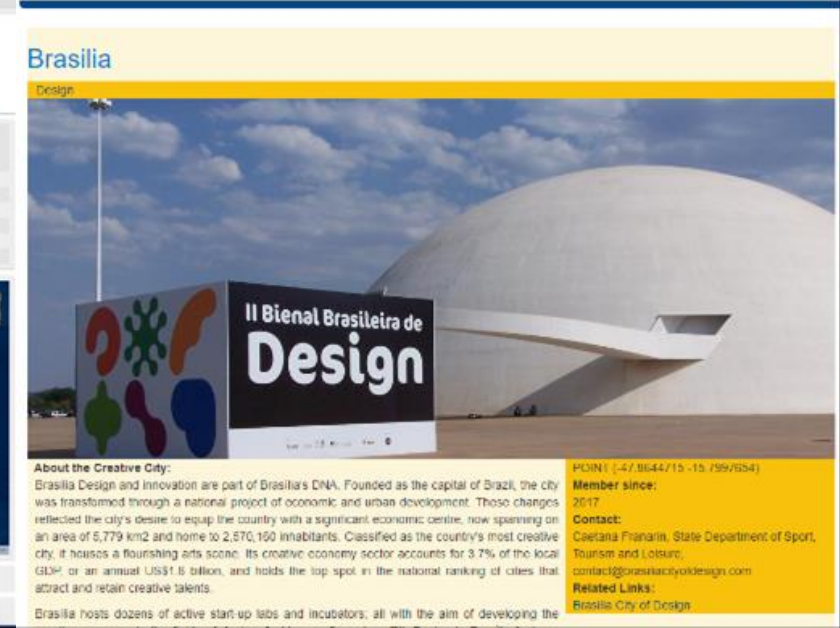 Brasilia
Design
II Bienal Brasileira de
Design
About the Creative City:
Brasilia Design and innovation are part of Brasilia's DNA. Founded as the capital of Brazil, the city
was transformed through a national project of economic and urban development. These changes
reflected the city's desire to equip the country with a significant economic centre, now spanning on
an area of 5,779 km2 and home to 2,570,160 inhabitants. Classified as the country's most creative
city, it houses a flourishing arts scene. Its creative economy sector accounts for 3.7% of the local
GDP, or an annual US$1.6 billion, and holds the top spot in the national ranking of cities that
attract and retain creative talents.
Brasilia hosts dozens of active start-up labs and incubators; all with the aim of developing the
POINT (-47.8644715 -15.7997654)
Member since:
2017
Contact:
Caetana Franarin, State Department of Sport,
Tourism and Leisure,
contact@brasiliacityofdesign.com
Related Links:
Brasilia City of Design